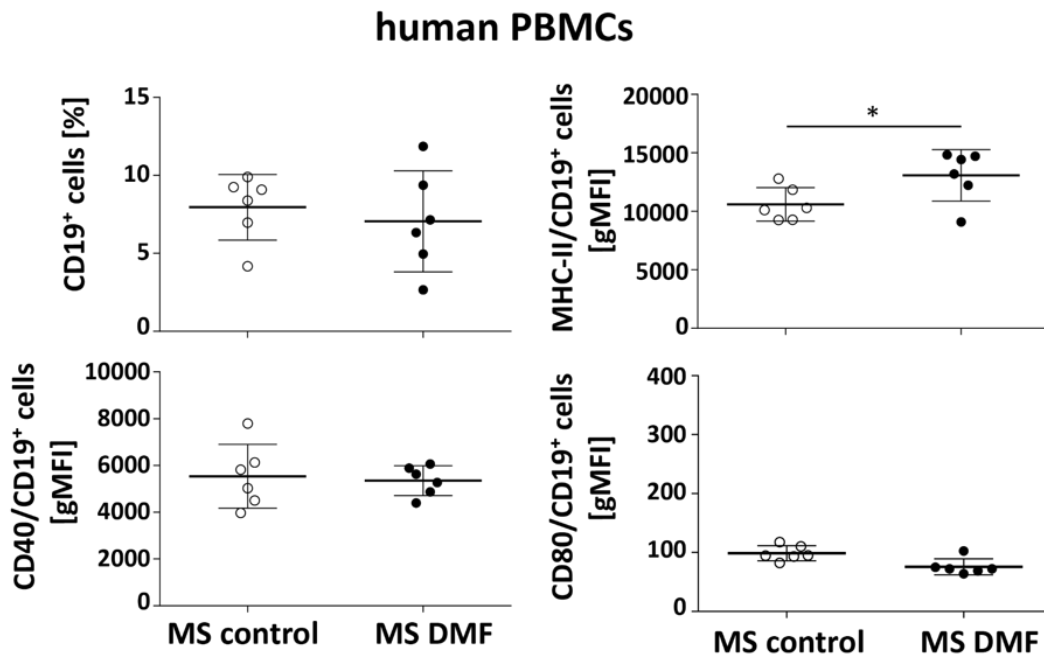 human PBMCs
CD19⁺ cells [%]
15
10
5
0
MHC-II/CD19⁺ cells
[gMFI]
20000
15000
10000
5000
0
*
CD40/CD19⁺ cells
[gMFI]
10000
8000
6000
4000
2000
0
MS control MS DMF
CD80/CD19⁺ cells
[gMFI]
400
300
200
100
0
MS control MS DMF